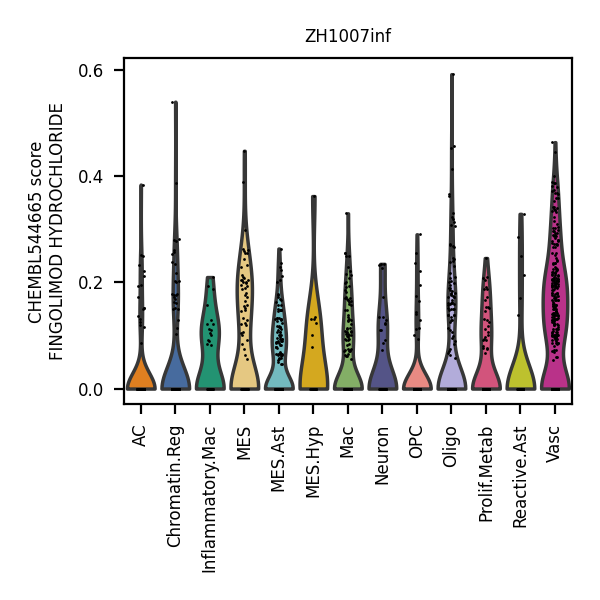 ZH1007inf
CHEMBL544665 score
FINGOLIMOD HYDROCHLORIDE
0.6
0.4
0.2
0.0
AC
Chromatin.Reg
Inflammatory.Mac
MES
MES.Ast
MES.Hyp
Mac
Neuron
OPC
Oligo
Prolif.Metab
Reactive.Ast
Vasc